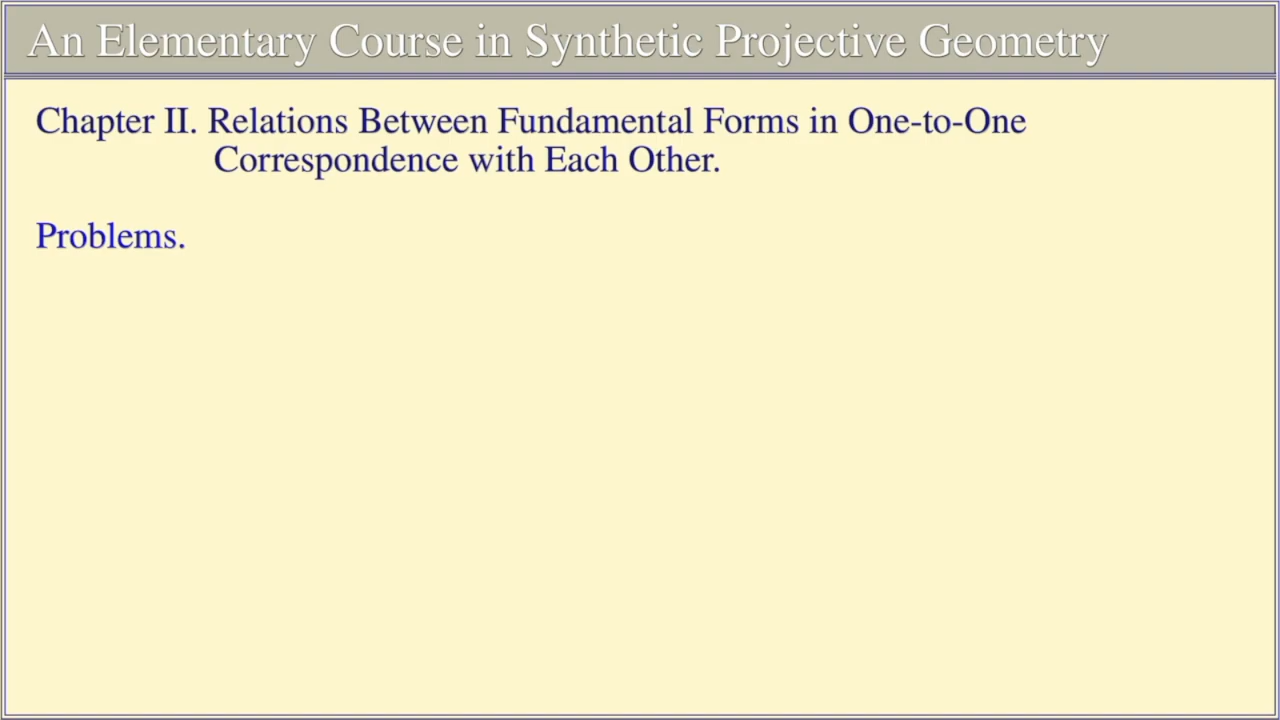 An Elementary Course in Synthetic Projective Geometry
Chapter II. Relations Between Fundamental Forms in One-to-One
Correspondence with Each Other.
Problems.